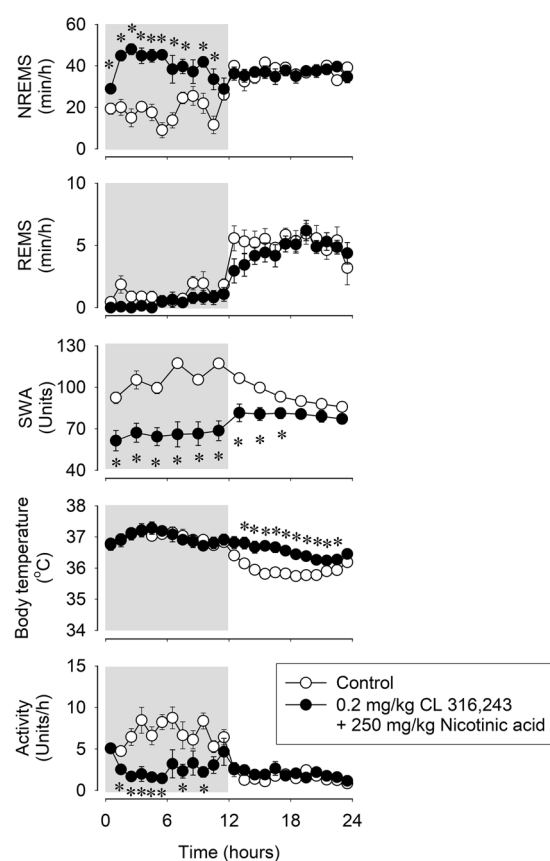 60
40
20
0
NREMS
(min/h)
* * * * * * * * * * *
10
5
0
REMS
(min/h)
130
100
70
40
SWA
(Units)
* * * * * * * * *
38
37
36
35
34
Body temperature
(°C)
* * * * * * * * * * *
15
10
5
0
Activity
(Units/h)
* * * * * * *
Control
0.2 mg/kg CL 316,243
+ 250 mg/kg Nicotinic acid
0 6 12 18 24
Time (hours)